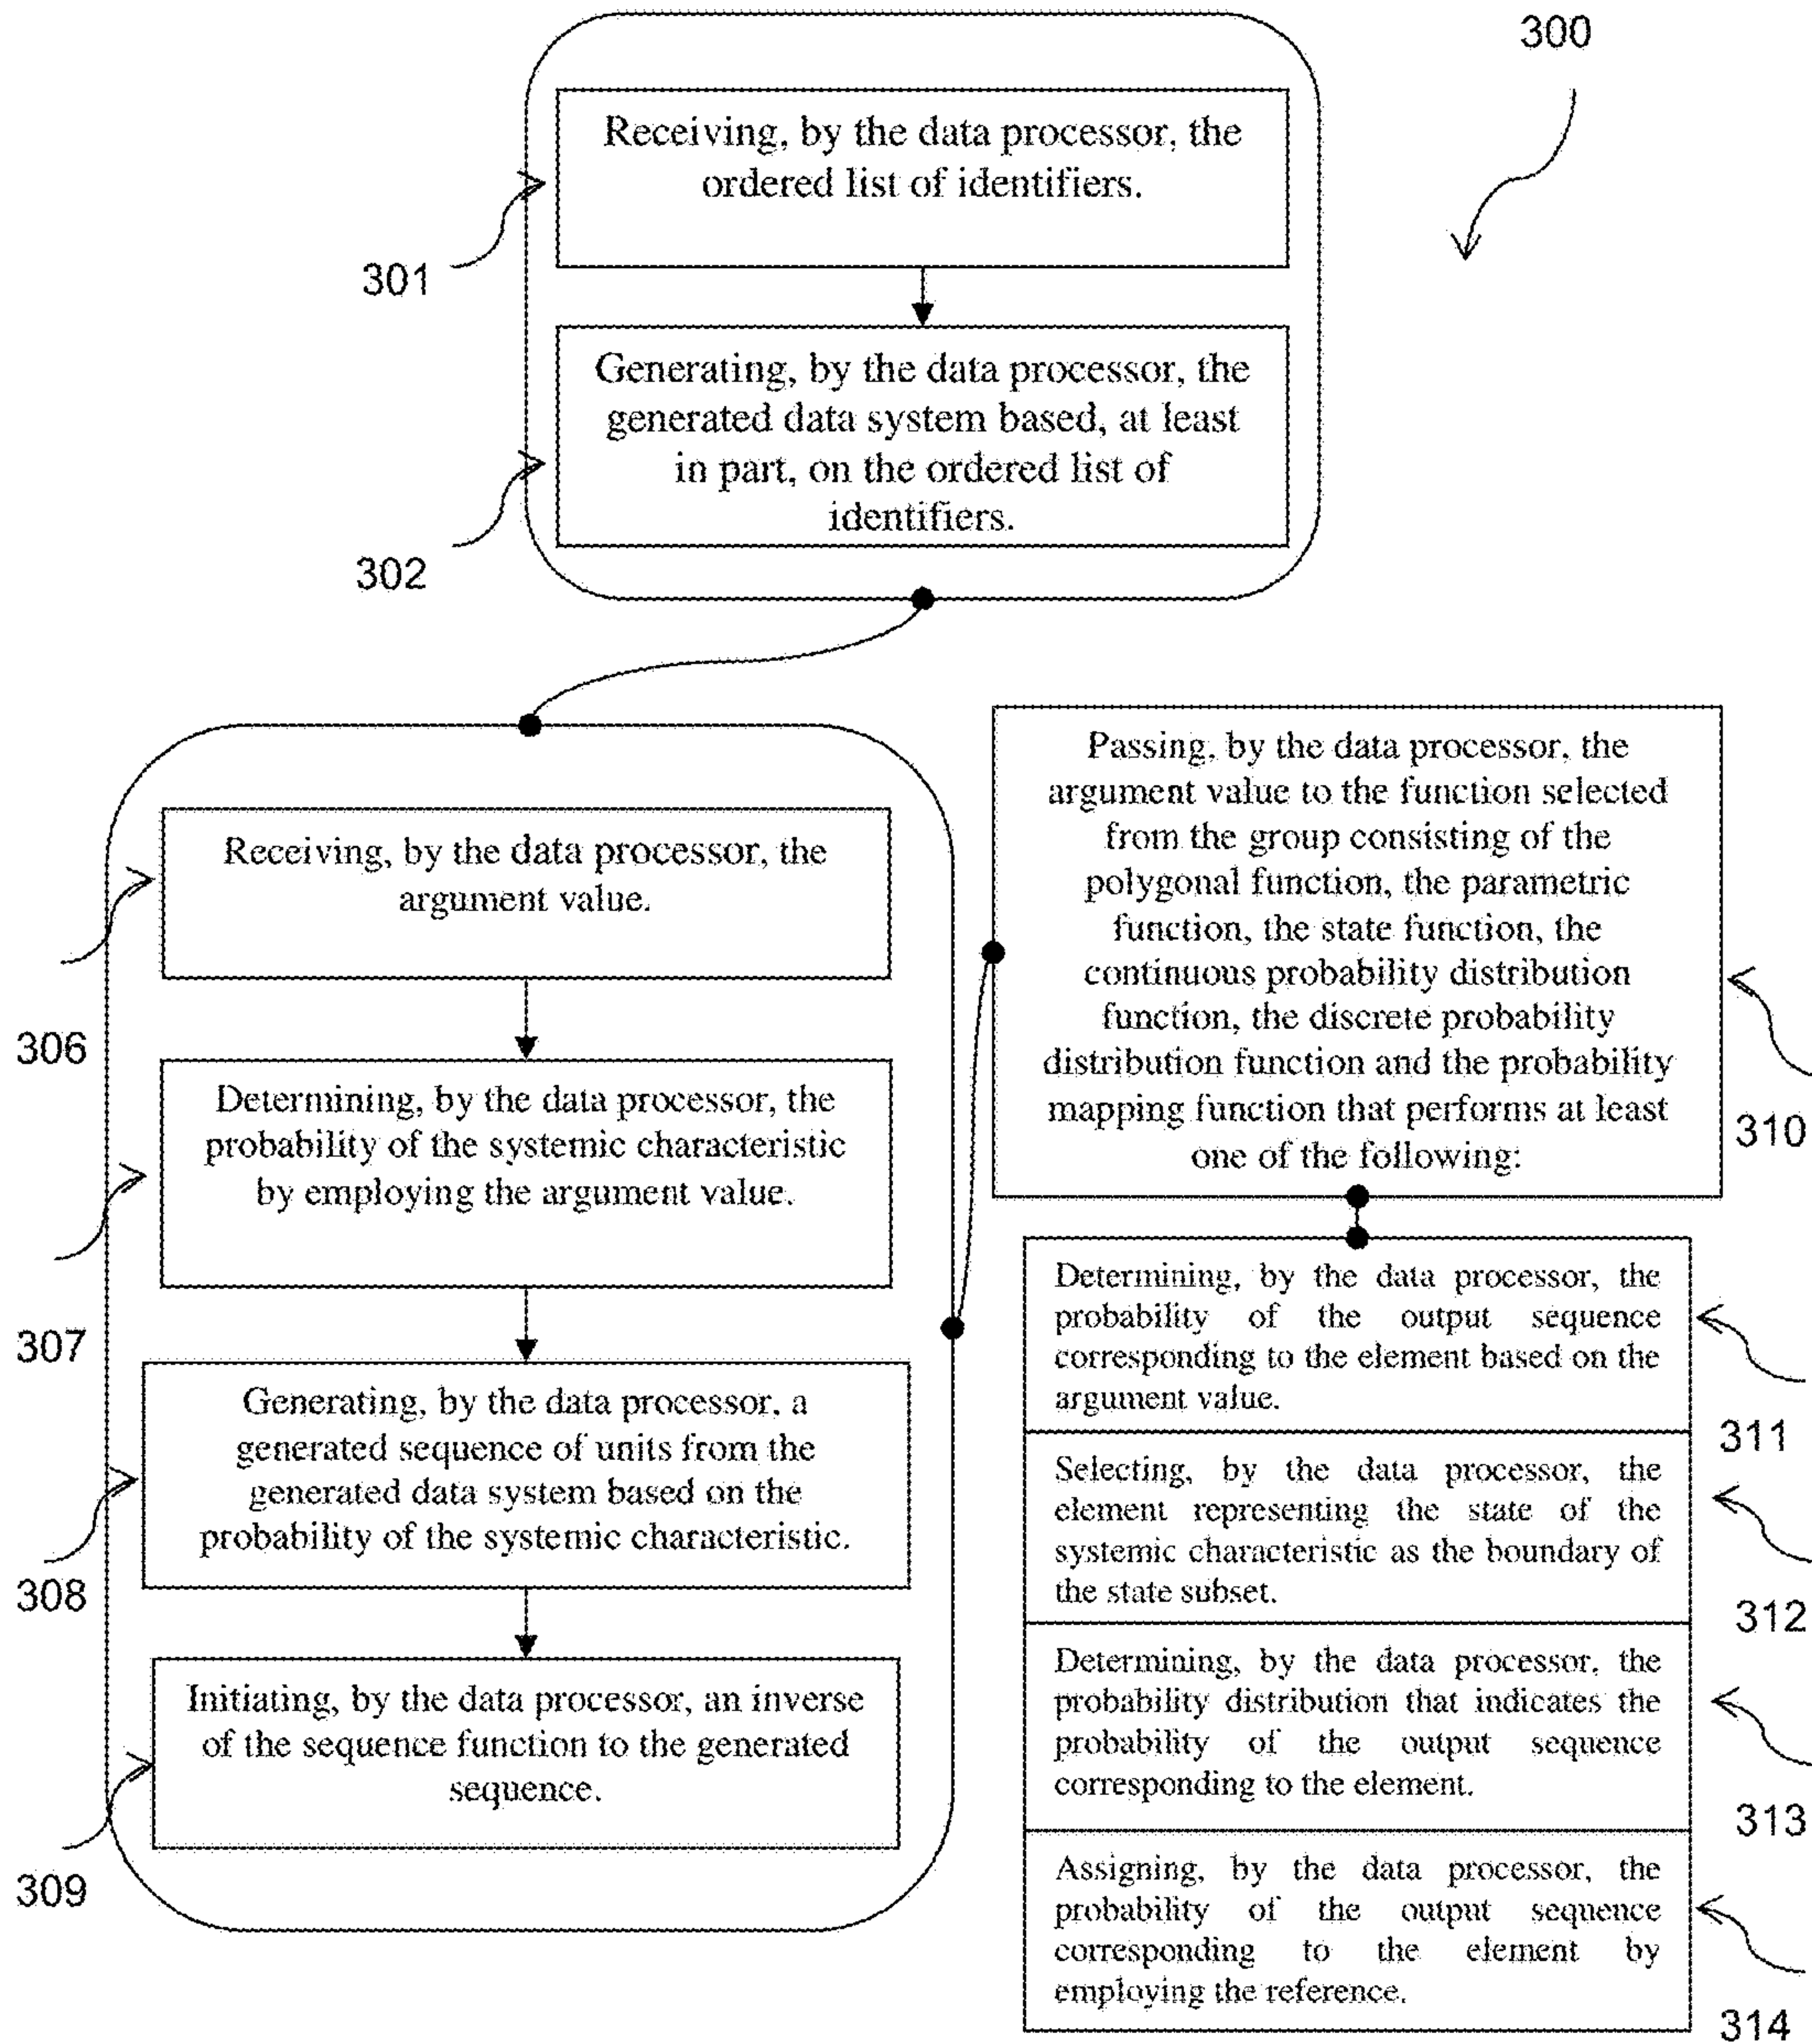 300
Receiving, by the data processor, the
ordered list of identifiers.
301
Generating, by the data processor, the
generated data system based, at least
in part, on the ordered list of
identifiers.
302
Receiving, by the data processor, the
argument value.
306
Determining, by the data processor, the
probability of the systemic characteristic
by employing the argument value.
307
Generating, by the data processor, a
generated sequence of units from the
generated data system based on the
probability of the systemic characteristic.
308
Initiating, by the data processor, an inverse
of the sequence function to the generated
sequence.
309
Passing, by the data processor, the
argument value to the function selected
from the group consisting of the
polygonal function, the parametric
function, the state function, the
continuous probability distribution
function, the discrete probability
distribution function and the probability
mapping function that performs at least
one of the following:
310
Determining, by the data processor, the
probability of the output sequence
corresponding to the element based on the
argument value.
311
Selecting, by the data processor, the
element representing the state of the
systemic characteristic as the boundary of
the state subset.
312
Determining, by the data processor, the
probability distribution that indicates the
probability of the output sequence
corresponding to the element.
313
Assigning, by the data processor, the
probability of the output sequence
corresponding to the element by
employing the reference.
314